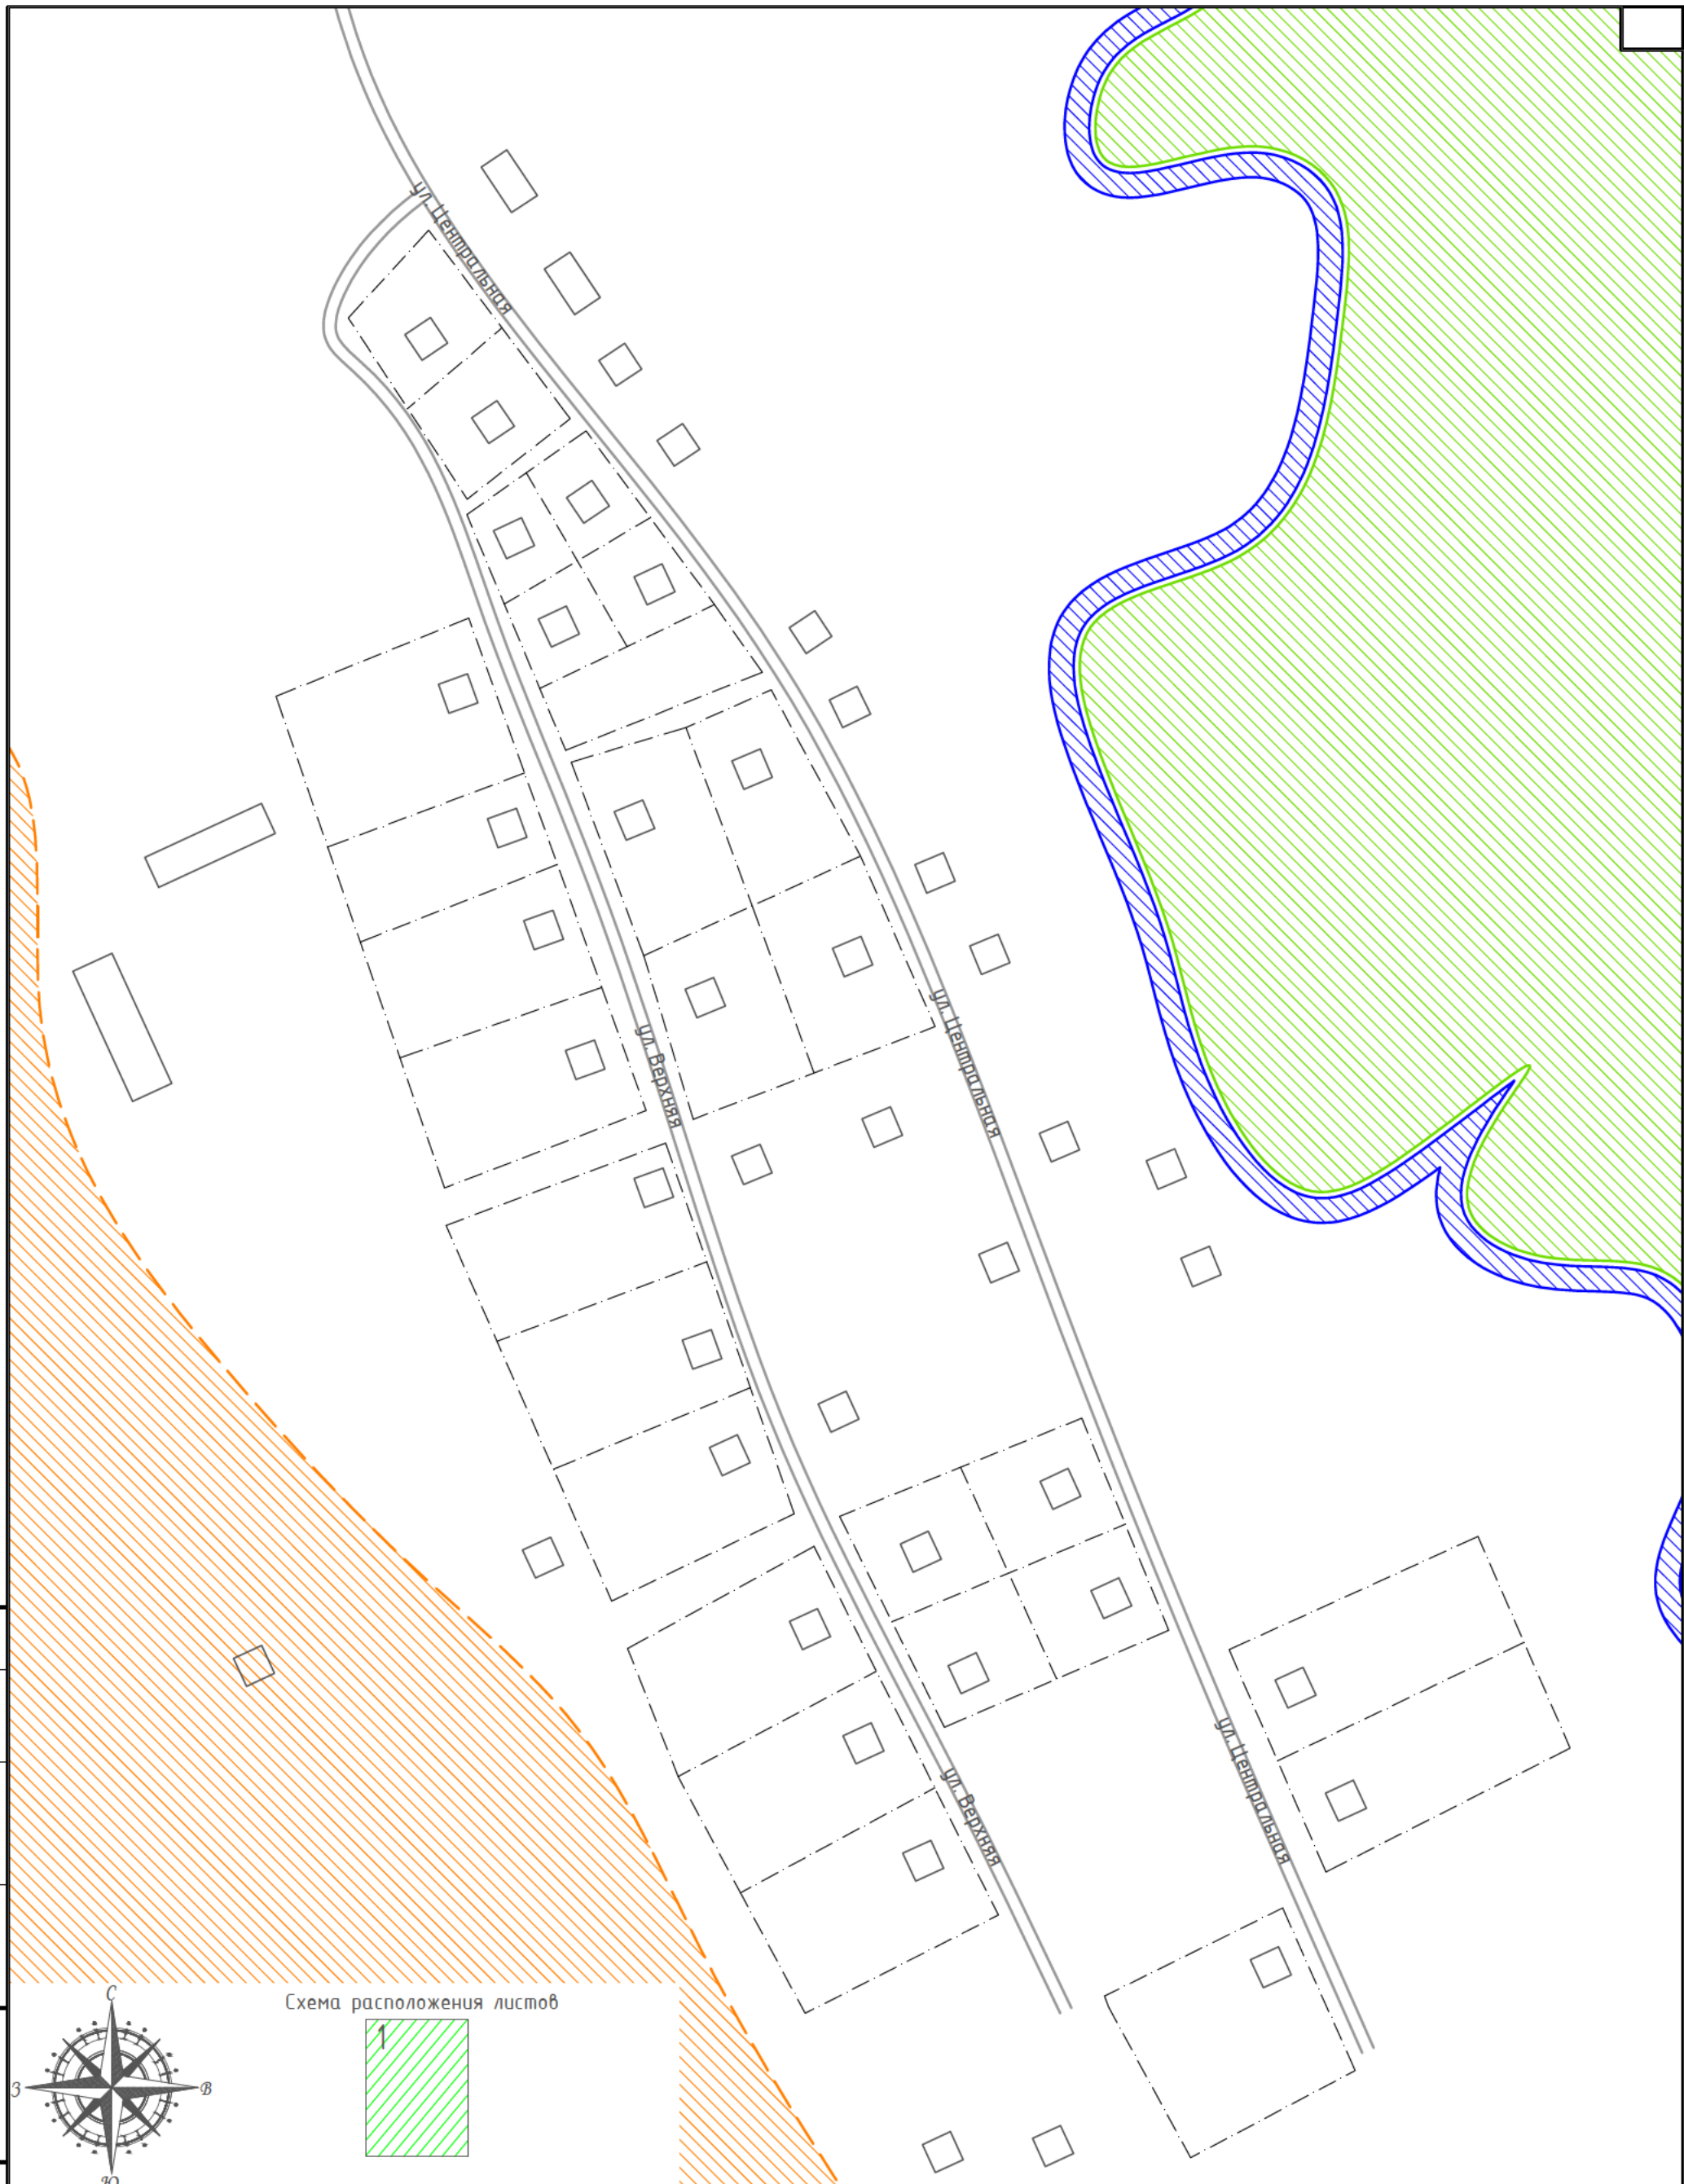 ул. Центральная
ул. Центральная
ул. Верхняя
ул. Центральная
ул. Верхняя
С
Схема расположения листов
1
З
В
Ю